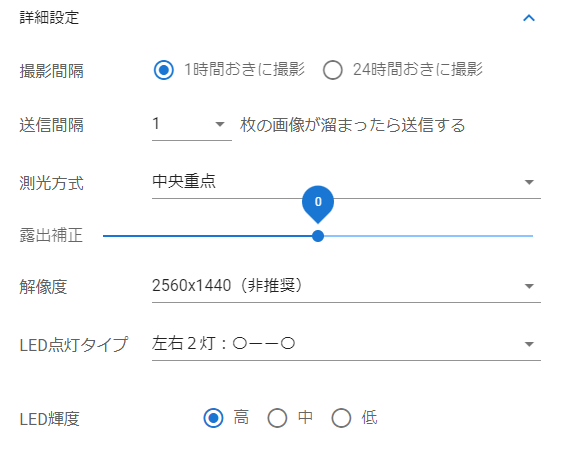 詳細設定
撮影間隔 1時間おきに撮影 24時間おきに撮影
送信間隔 1 枚の画像が溜まったら送信する
測光方式 中央重点
0
露出補正
解像度 2560x1440（非推奨）
LED点灯タイプ 左右２灯：〇ーー〇
LED輝度 高 中 低